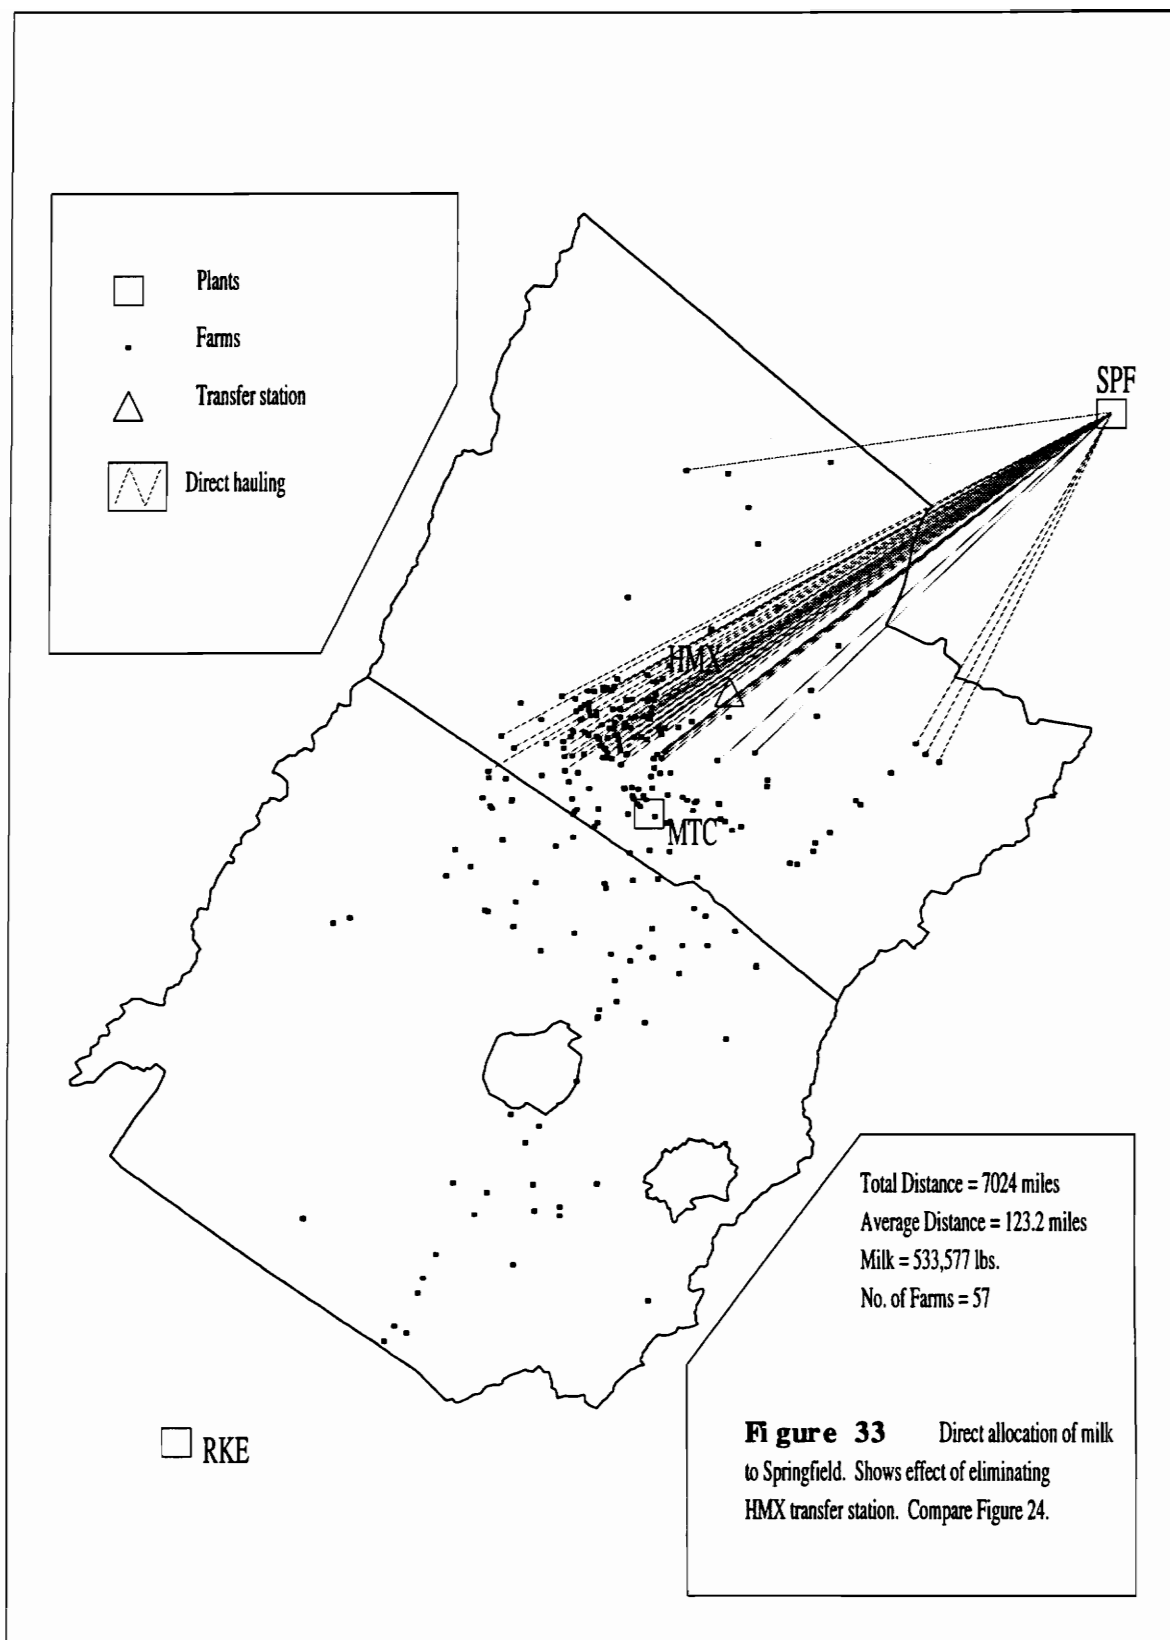 Plants
Farms
Transfer station
Direct hauling
SPF
HMX
MTC
RKE
Total Distance = 7024 miles
Average Distance = 123.2 miles
Milk = 533,577 lbs.
No. of Farms = 57
Figure 33 Direct allocation of milk
to Springfield. Shows effect of eliminating
HMX transfer station. Compare Figure 24.